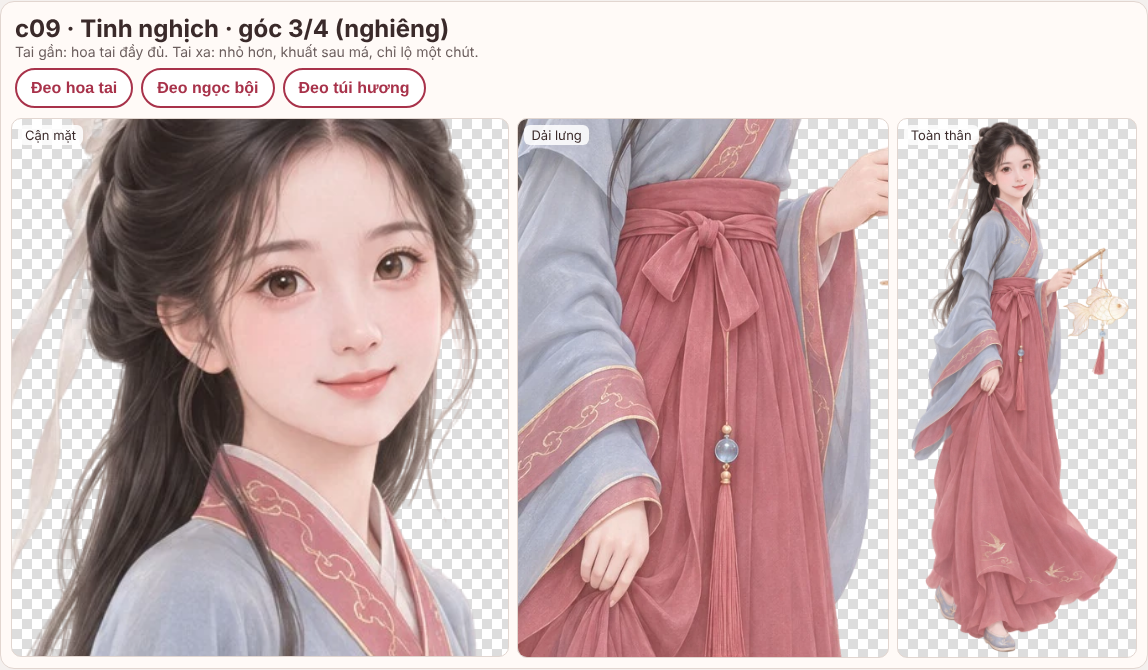 c09 · Tinh nghịch · góc 3/4 (nghiêng)
Tai gần: hoa tai đầy đủ. Tai xa: nhỏ hơn, khuất sau má, chỉ lộ một chút.
Đeo hoa tai
Đeo ngọc bội
Đeo túi hương
Cận mặt
Dải lưng
Toàn thân